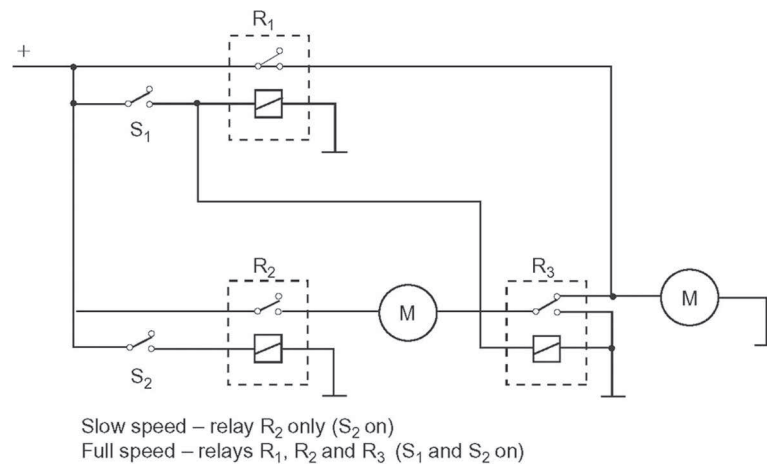 R₁
+
S₁
R₂
R₃
M
M
S₂
Slow speed – relay R₂ only (S₂ on)
Full speed – relays R₁, R₂ and R₃ (S₁ and S₂ on)